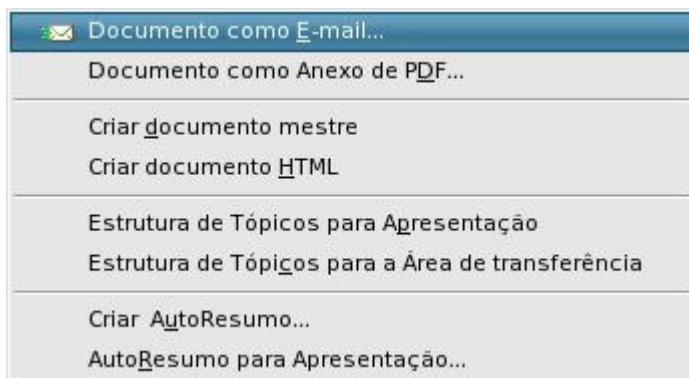 Documento como E-mail...
Documento como Anexo de PDF...
Criar documento mestre
Criar documento HTML
Estrutura de Tópicos para Apresentação
Estrutura de Tópicos para a Área de transferência
Criar AutoResumo...
AutoResumo para Apresentação...